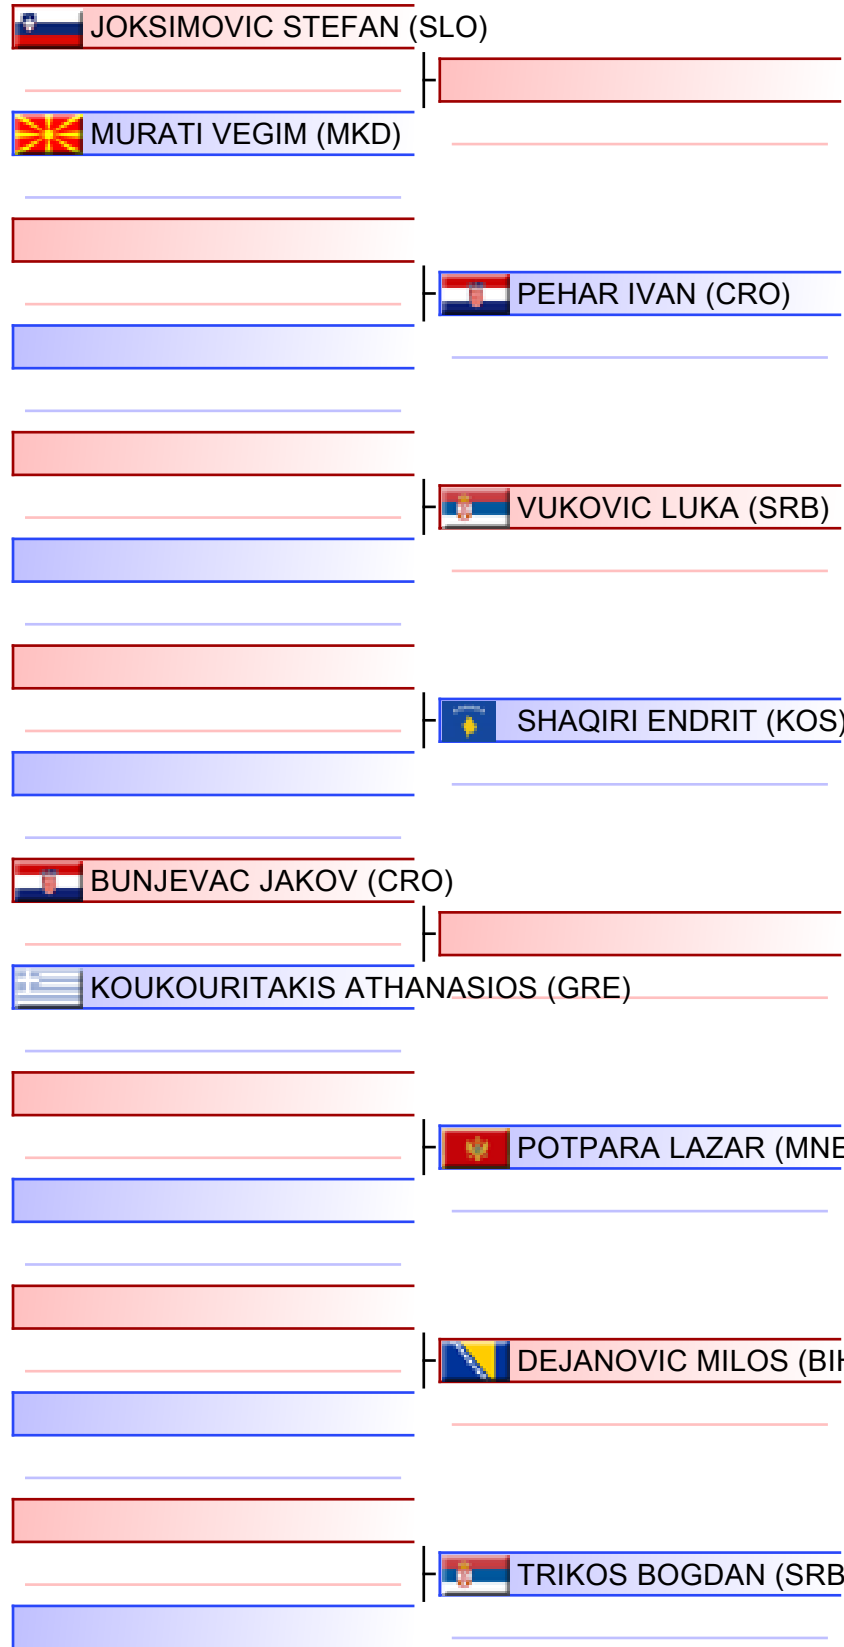 JOKSIMOVIC STEFAN (SLO)
MURATI VEGIM (MKD)
PEHAR IVAN (CRO)
VUKOVIC LUKA (SRB)
SHAQIRI ENDRIT (KOS)
BUNJEVAC JAKOV (CRO)
KOUKOURITAKIS ATHANASIOS (GRE)
POTPARA LAZAR (MNE
DEJANOVIC MILOS (BIH
TRIKOS BOGDAN (SRB